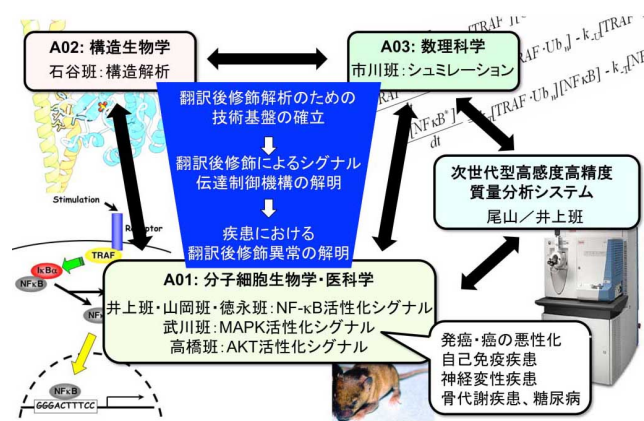 A02: 構造生物学
石谷班:構造解析
A03: 数理科学
市川班:シュミレーション
翻訳後修飾解析のための
技術基盤の確立
翻訳後修飾によるシグナル
伝達制御機構の解明
疾患における
翻訳後修飾異常の解明
次世代型高感度高精度
質量分析システム
尾山/井上班
Stimulation
Receptor
TRAF
IκBα
NFκB
NFκB
GGGACTTTCC
A01: 分子細胞生物学・医科学
井上班・山岡班・徳永班:NF-κB活性化シグナル
武川班:MAPK活性化シグナル
高橋班:AKT活性化シグナル
発癌・癌の悪性化
自己免疫疾患
神経変性疾患
骨代謝疾患、糖尿病